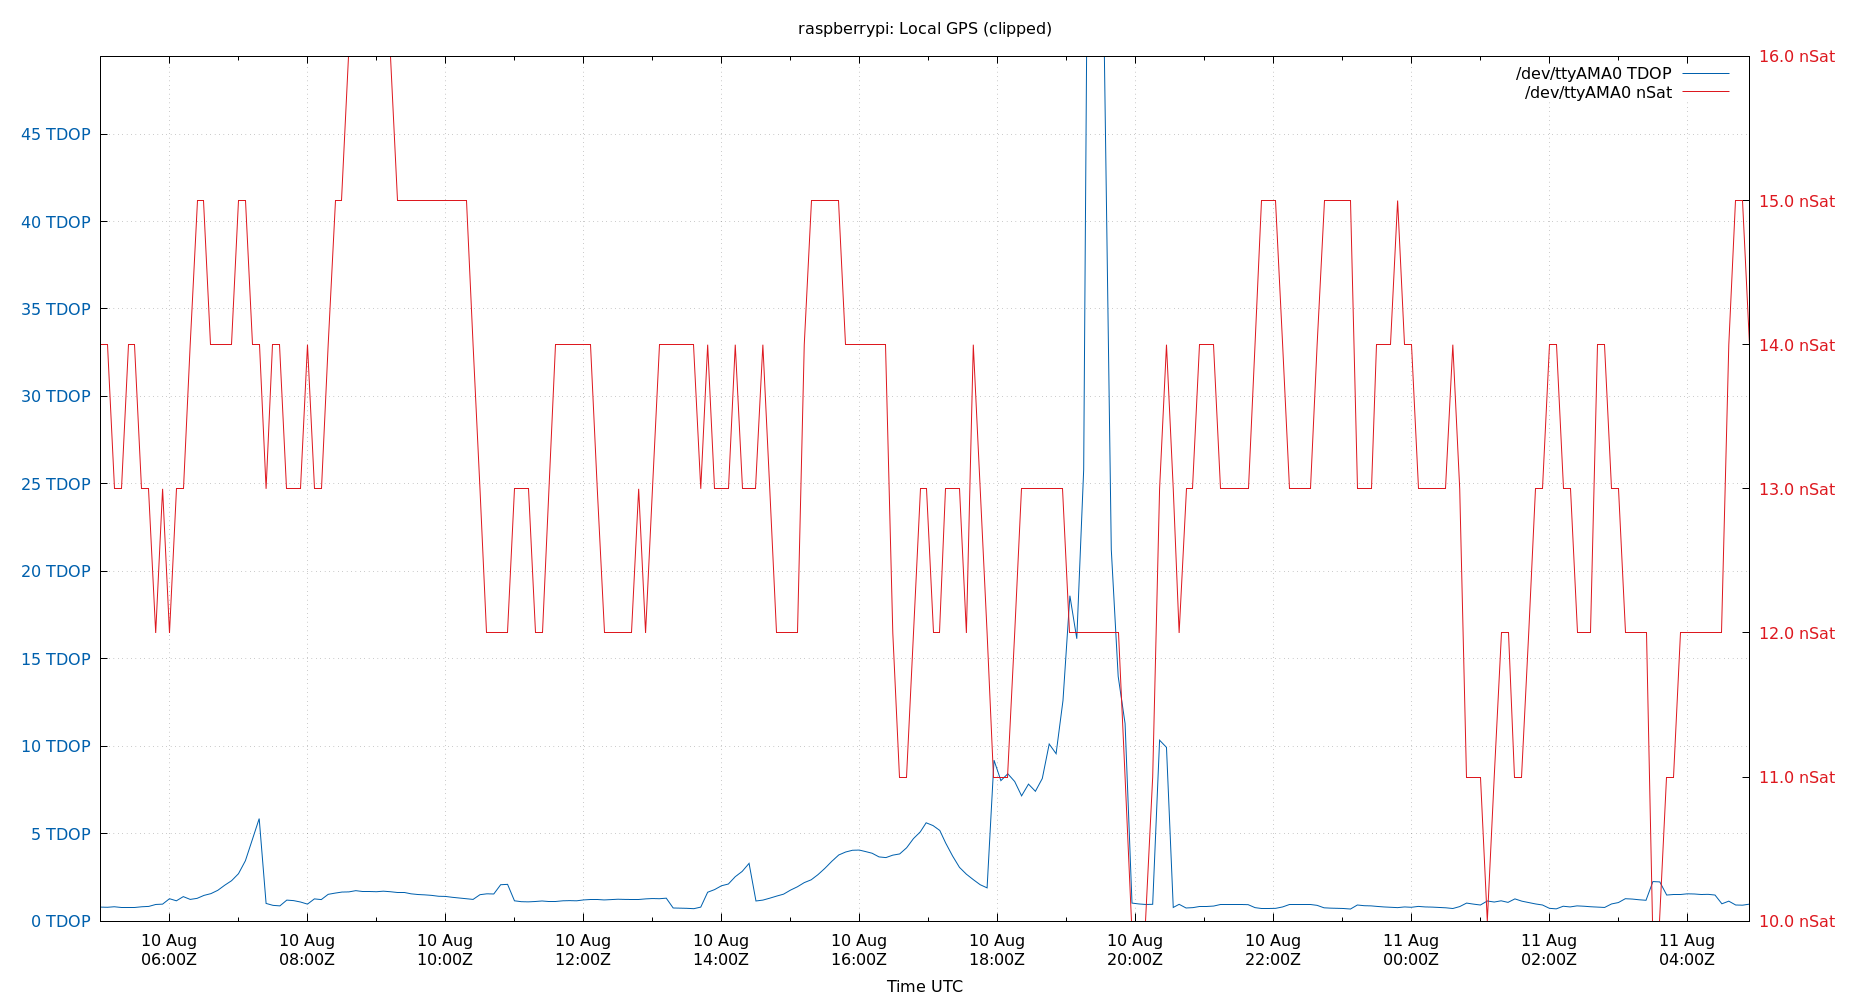 raspberrypi: Local GPS (clipped)
16.0 nSat
/dev/ttyAMA0 TDOP
/dev/ttyAMA0 nSat
45 TDOP
15.0 nSat
40 TDOP
35 TDOP
14.0 nSat
30 TDOP
25 TDOP
13.0 nSat
20 TDOP
12.0 nSat
15 TDOP
10 TDOP
11.0 nSat
5 TDOP
0 TDOP
10.0 nSat
10 Aug 10 Aug 10 Aug 10 Aug 10 Aug 10 Aug 10 Aug 10 Aug 10 Aug 11 Aug 11 Aug 11 Aug
06:00Z 08:00Z 10:00Z 12:00Z 14:00Z 16:00Z 18:00Z 20:00Z 22:00Z 00:00Z 02:00Z 04:00Z
Time UTC